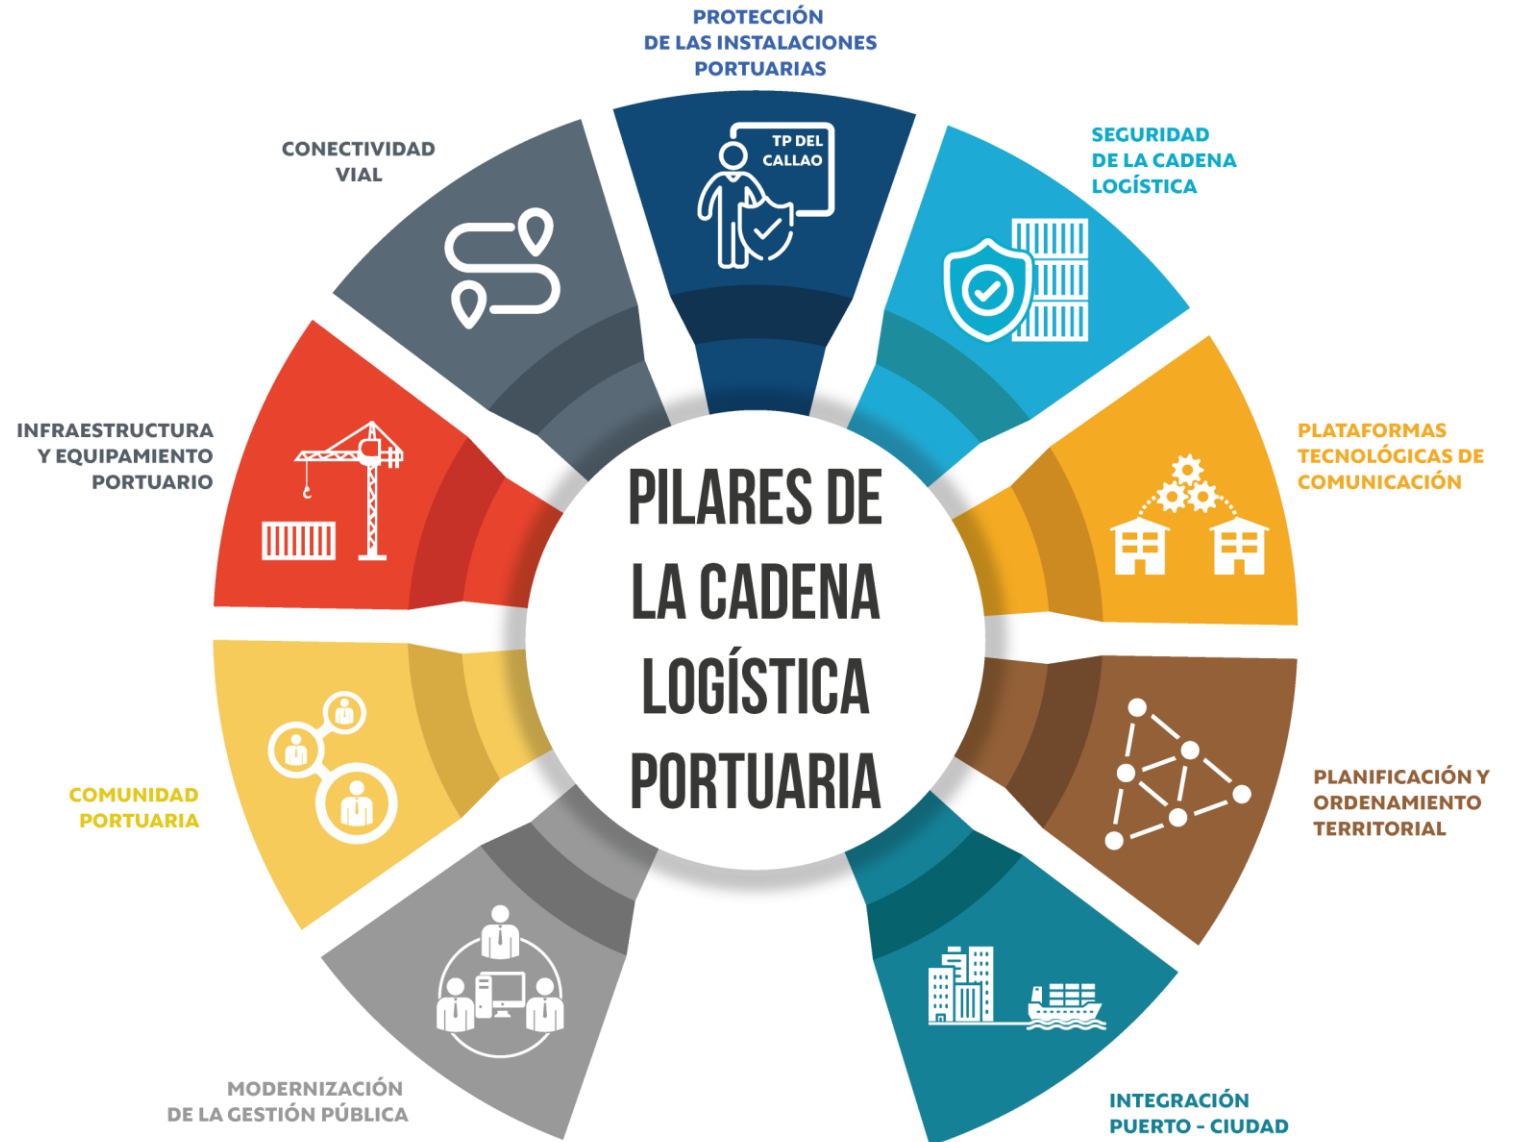 PROTECCIÓN
DE LAS INSTALACIONES
PORTUARIAS
TP DEL
CALLAO
SEGURIDAD
DE LA CADENA
LOGÍSTICA
PLATAFORMAS
TECNOLÓGICAS DE
COMUNICACIÓN
PLANIFICACIÓN Y
ORDENAMIENTO
TERRITORIAL
INTEGRACIÓN
PUERTO - CIUDAD
MODERNIZACIÓN
DE LA GESTIÓN PÚBLICA
COMUNIDAD
PORTUARIA
INFRAESTRUCTURA
Y EQUIPAMIENTO
PORTUARIO
CONECTIVIDAD
VIAL
PILARES DE
LA CADENA
LOGÍSTICA
PORTUARIA